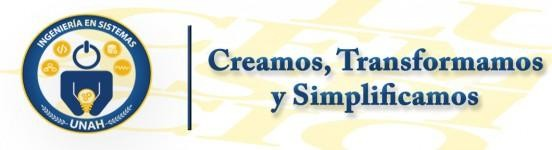 INGENIERÍA EN SISTEMAS
UNAH
Creamos, Transformamos
y Simplificamos